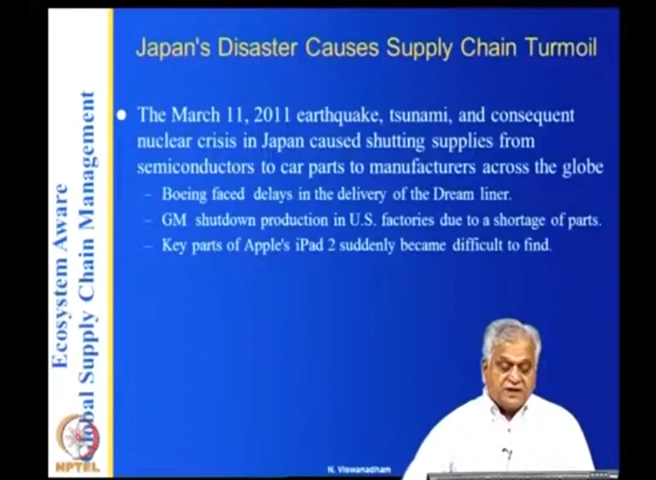 Japan's Disaster Causes Supply Chain Turmoil
The March 11, 2011 earthquake, tsunami, and consequent
nuclear crisis in Japan caused shutting supplies from
semiconductors to car parts to manufacturers across the globe
– Boeing faced delays in the delivery of the Dream liner.
– GM shutdown production in U.S. factories due to a shortage of parts.
– Key parts of Apple's iPad 2 suddenly became difficult to find.
Ecosystem Aware
Global Supply Chain Management
NPTEL
N. Viswanadham